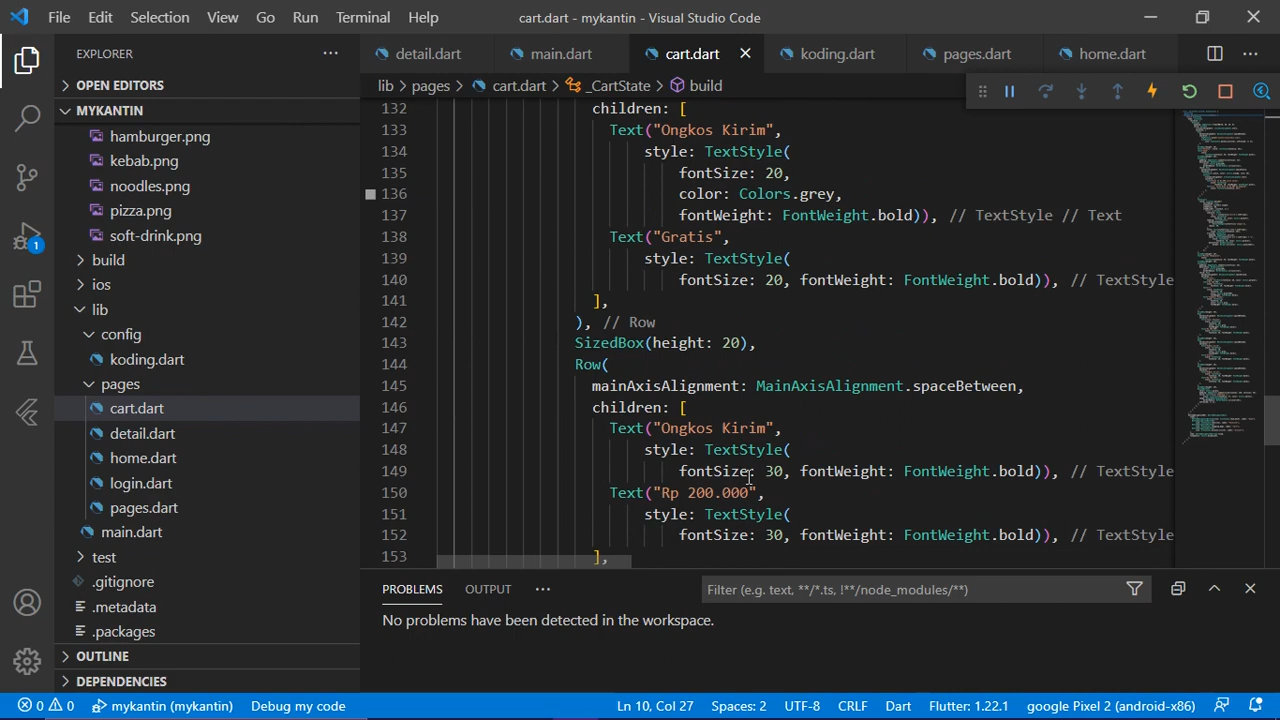 File Edit Selection View Go Run Terminal Help cart.dart - mykantin - Visual Studio Code
EXPLORER
detail.dart main.dart cart.dart koding.dart pages.dart home.dart
OPEN EDITORS
lib > pages > cart.dart > _CartState > build
MYKANTIN
hamburger.png
kebab.png
noodles.png
pizza.png
soft-drink.png
build
ios
lib
config
koding.dart
pages
cart.dart
detail.dart
home.dart
login.dart
pages.dart
main.dart
test
.gitignore
.metadata
.packages
OUTLINE
DEPENDENCIES
1
132 children: [
133 Text("Ongkos Kirim",
134 style: TextStyle(
135 fontSize: 20,
136 color: Colors.grey,
137 fontWeight: FontWeight.bold)), // TextStyle // Text
138 Text("Gratis",
139 style: TextStyle(
140 fontSize: 20, fontWeight: FontWeight.bold)), // TextStyle
141 ],
142 ), // Row
143 SizedBox(height: 20),
144 Row(
145 mainAxisAlignment: MainAxisAlignment.spaceBetween,
146 children: [
147 Text("Ongkos Kirim",
148 style: TextStyle(
149 fontSize: 30, fontWeight: FontWeight.bold)), // TextStyle
150 Text("Rp 200.000",
151 style: TextStyle(
152 fontSize: 30, fontWeight: FontWeight.bold)), // TextStyle
153 ],
PROBLEMS OUTPUT Filter (e.g. text, **/*.ts, !**/node_modules/**)
No problems have been detected in the workspace.
0 0 mykantin (mykantin) Debug my code Ln 10, Col 27 Spaces: 2 UTF-8 CRLF Dart Flutter: 1.22.1 google Pixel 2 (android-x86)